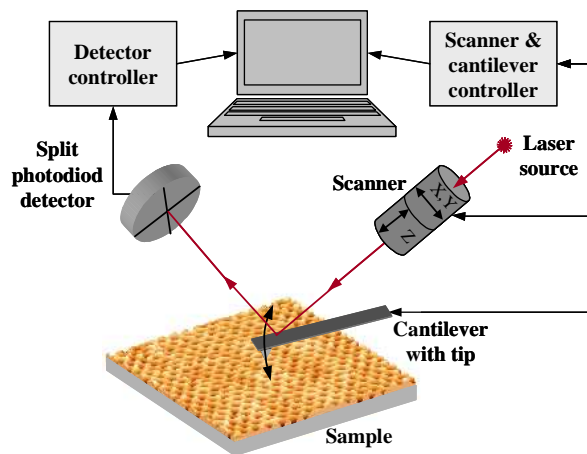 Detector
controller
Scanner &
cantilever
controller
Split
photodiod
detector
Scanner
Laser
source
X,Y
Z
Cantilever
with tip
Sample